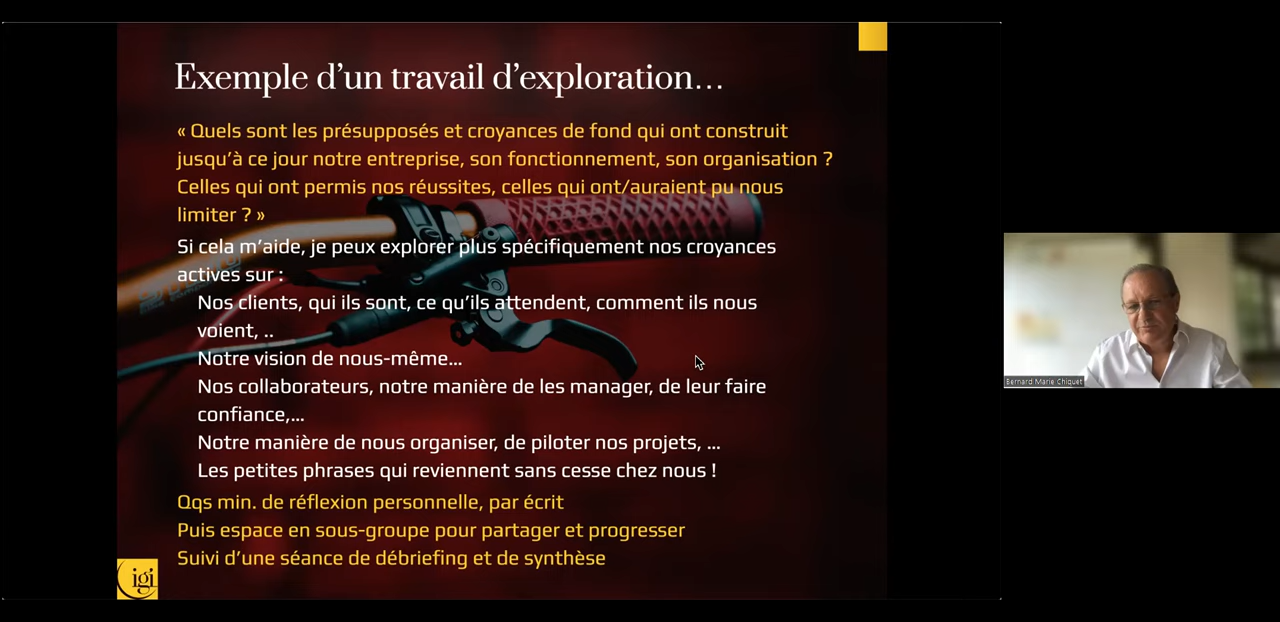 Exemple d’un travail d’exploration…
« Quels sont les présupposés et croyances de fond qui ont construit
jusqu’à ce jour notre entreprise, son fonctionnement, son organisation ?
Celles qui ont permis nos réussites, celles qui ont/auraient pu nous
limiter ? »
Si cela m’aide, je peux explorer plus spécifiquement nos croyances
actives sur :
Nos clients, qui ils sont, ce qu’ils attendent, comment ils nous
voient, ..
Notre vision de nous-même…
Nos collaborateurs, notre manière de les manager, de leur faire
confiance,…
Notre manière de nous organiser, de piloter nos projets, …
Les petites phrases qui reviennent sans cesse chez nous !
Qqs min. de réflexion personnelle, par écrit
Puis espace en sous-groupe pour partager et progresser
Suivi d’une séance de débriefing et de synthèse
igi
Bernard Marie Chiquet